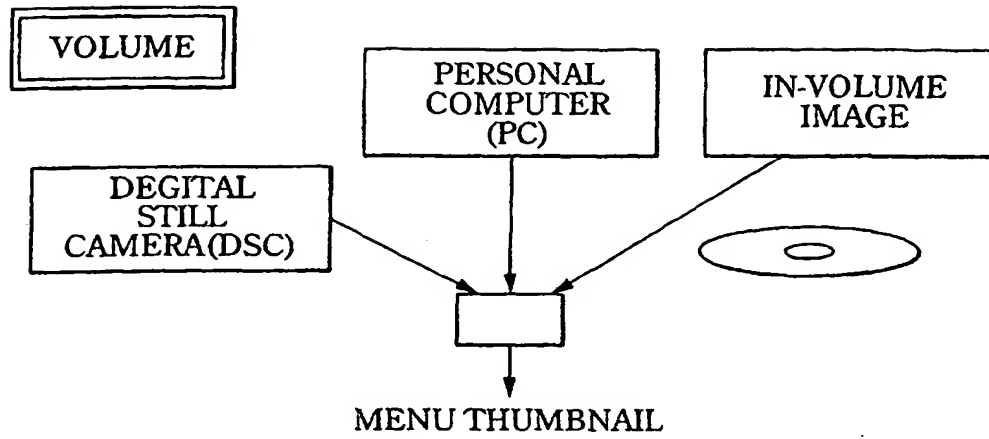 VOLUME
PERSONAL
COMPUTER
(PC)
IN-VOLUME
IMAGE
DEGITAL
STILL
CAMERA(DSC)
MENU THUMBNAIL